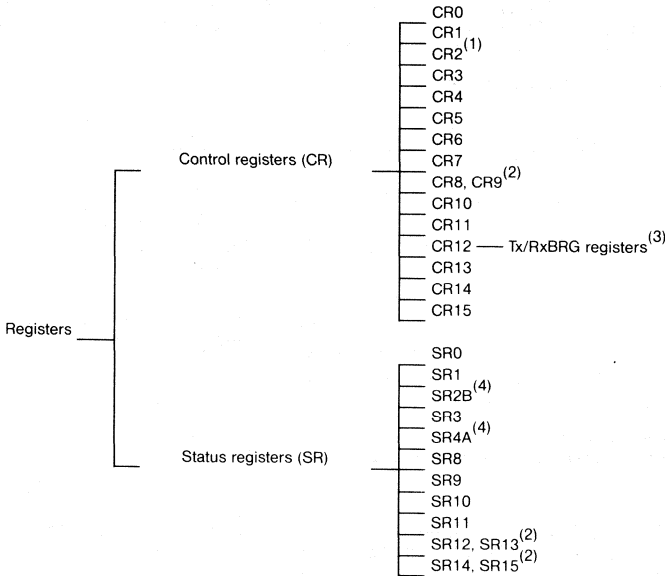 CR0
CR1
CR2(1)
CR3
CR4
CR5
CR6
Control registers (CR)
CR7
CR8, CR9(2)
CR10
CR11
CR12 — Tx/RxBRG registers(3)
CR13
CR14
CR15
Registers
SR0
SR1
SR2B(4)
SR3
SR4A(4)
Status registers (SR)
SR8
SR9
SR10
SR11
SR12, SR13(2)
SR14, SR15(2)